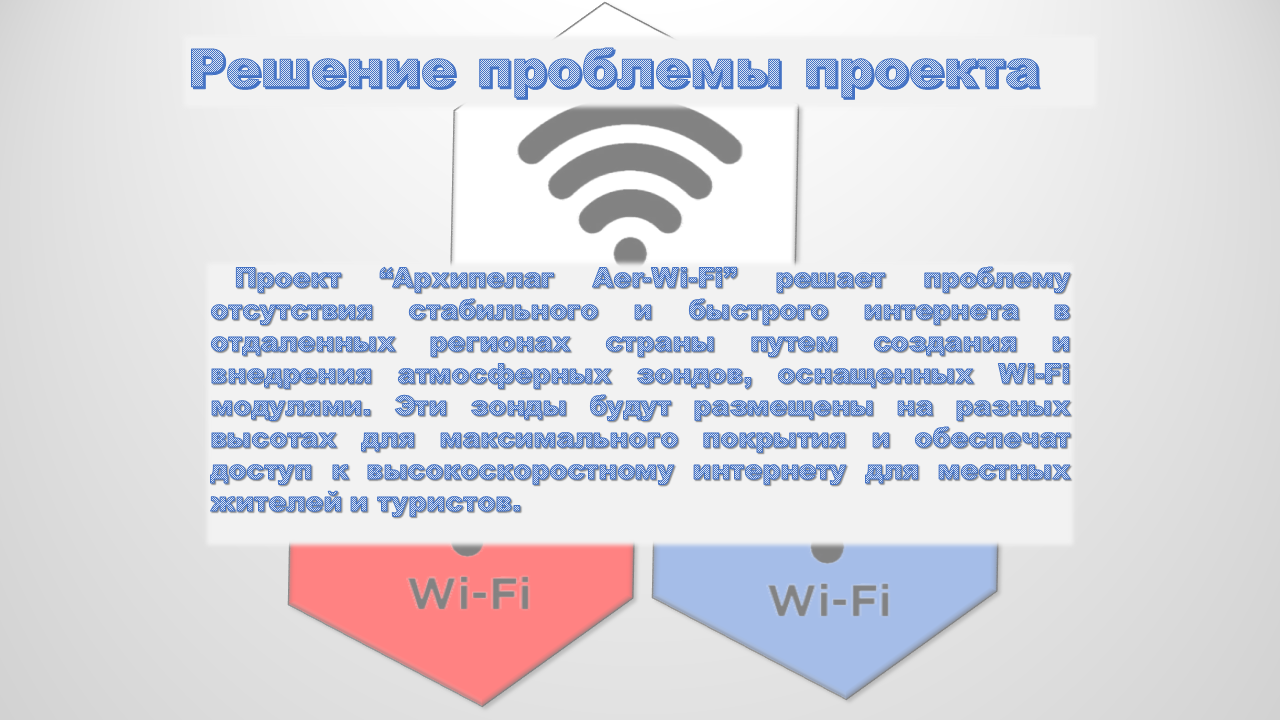 Решение проблемы проекта
Проект “Архипелаг Aer-Wi-Fi” решает проблему
отсутствия стабильного и быстрого интернета в
отдаленных регионах страны путем создания и
внедрения атмосферных зондов, оснащенных Wi-Fi
модулями. Эти зонды будут размещены на разных
высотах для максимального покрытия и обеспечат
доступ к высокоскоростному интернету для местных
жителей и туристов.
Wi-Fi
Wi-Fi